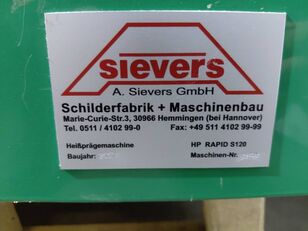 sievers
A. Sievers GmbH
Schilderfabrik + Maschinenbau
Marie-Curie-Str.3, 30966 Hemmingen (bei Hannover)
Tel. 0511 / 4102 99-0 Fax: +49 511 4102 99-99
Heißprägemaschine HP RAPID S120
Baujahr: Maschinen-Nr.